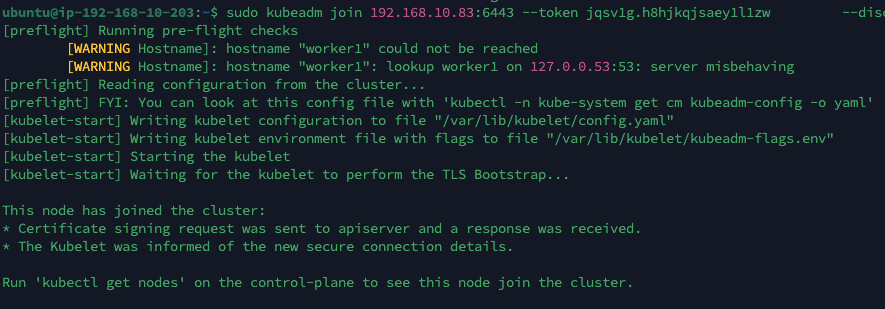 ubuntu@ip-192-168-10-203:~$ sudo kubeadm join 192.168.10.83:6443 --token jqsv1g.h8hjkqjsaey1l1zw --disc
[preflight] Running pre-flight checks
[WARNING Hostname]: hostname "worker1" could not be reached
[WARNING Hostname]: hostname "worker1": lookup worker1 on 127.0.0.53:53: server misbehaving
[preflight] Reading configuration from the cluster...
[preflight] FYI: You can look at this config file with 'kubectl -n kube-system get cm kubeadm-config -o yaml'
[kubelet-start] Writing kubelet configuration to file "/var/lib/kubelet/config.yaml"
[kubelet-start] Writing kubelet environment file with flags to file "/var/lib/kubelet/kubeadm-flags.env"
[kubelet-start] Starting the kubelet
[kubelet-start] Waiting for the kubelet to perform the TLS Bootstrap...
This node has joined the cluster:
* Certificate signing request was sent to apiserver and a response was received.
* The Kubelet was informed of the new secure connection details.
Run 'kubectl get nodes' on the control-plane to see this node join the cluster.